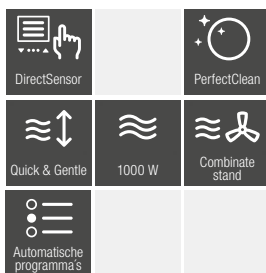 DirectSensor
PerfectClean
Quick & Gentle
1000 W
Combinate
stand
Automatische
programma's